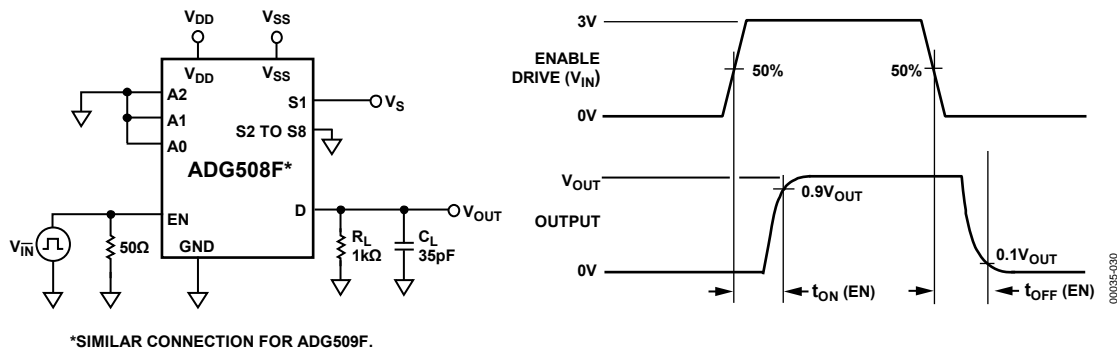 VDD
VSS
VDD
VSS
A2
A1
A0
S1
VS
S2 TO S8
ADG508F*
EN
D
VOUT
VIN
50Ω
GND
RL
1kΩ
CL
35pF
*SIMILAR CONNECTION FOR ADG509F.
3V
ENABLE
DRIVE (VIN)
50%
50%
0V
VOUT
0.9VOUT
OUTPUT
0V
0.1VOUT
tON (EN)
tOFF (EN)
00035-030